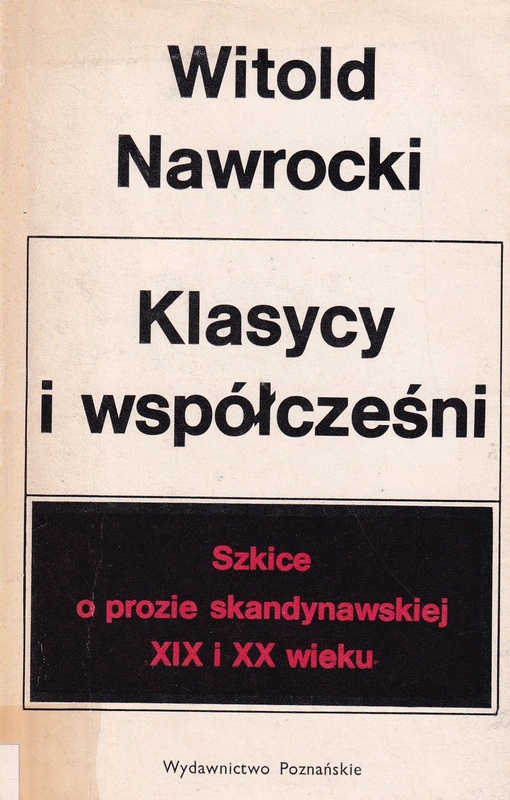 Witold
Nawrocki
Klasycy
i współcześni
Szkice
o prozie skandynawskiej
XIX i XX wieku
Wydawnictwo Poznańskie